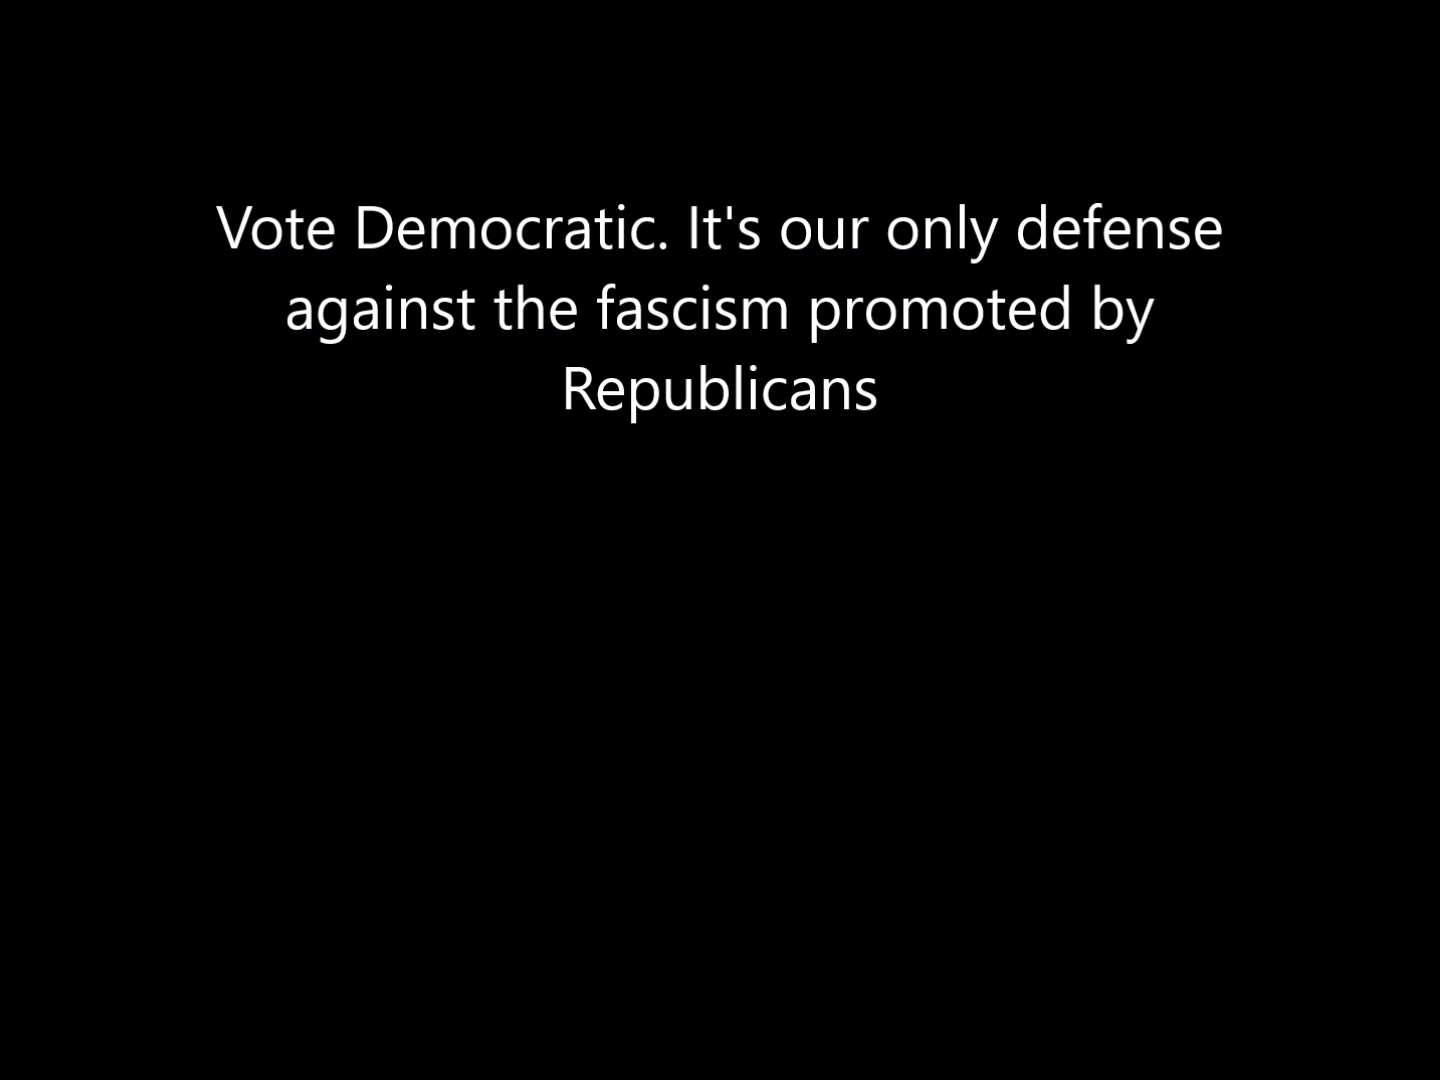 Vote Democratic. It's our only defense
against the fascism promoted by
Republicans